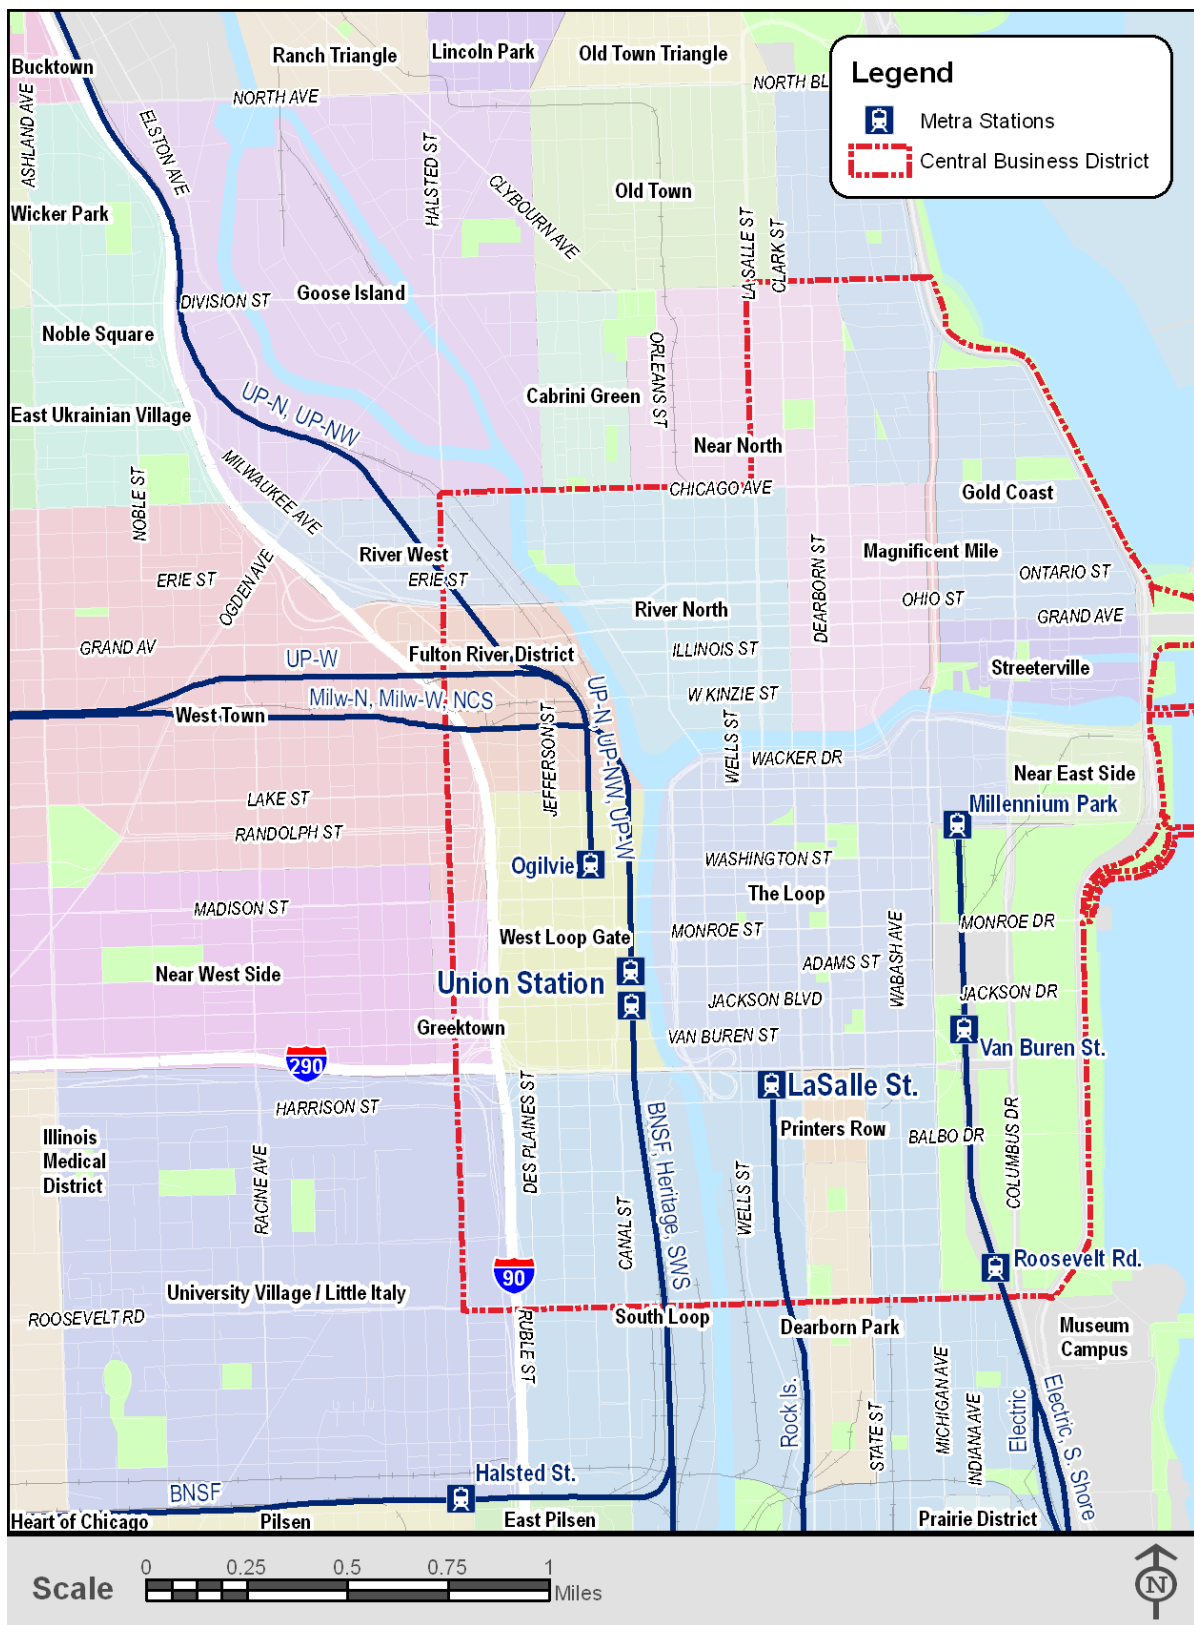 Ranch Triangle
Lincoln Park
Old Town Triangle
Bucktown
NORTH AVE
NORTH BL
Legend
Metra Stations
Central Business District
ASHLAND AVE
ELSTON AVE
HALSTED ST
CLYBOURN AVE
Old Town
Wicker Park
LA SALLE ST
CLARK ST
DIVISION ST
Goose Island
Noble Square
ORLEANS ST
UP-N, UP-NW
Cabrini Green
East Ukrainian Village
Near North
NOBLE ST
MILWAUKEE AVE
CHICAGO AVE
Gold Coast
River West
Magnificent Mile
ERIE ST
OGDEN AVE
ERIE ST
ONTARIO ST
DEARBORN ST
OHIO ST
River North
GRAND AVE
GRAND AV
UP-W
Fulton River District
ILLINOIS ST
Streeterville
Milw-N, Milw-W, NCS
W KINZIE ST
West Town
UP-N, UP-NW, UP-W
JEFFERSON ST
WELLS ST
WACKER DR
Near East Side
LAKE ST
Millennium Park
RANDOLPH ST
Ogilvie
WASHINGTON ST
The Loop
MADISON ST
MONROE ST
WABASH AVE
MONROE DR
West Loop Gate
Near West Side
ADAMS ST
Union Station
JACKSON BLVD
JACKSON DR
Greektown
VAN BUREN ST
Van Buren St.
290
LaSalle St.
HARRISON ST
DES PLAINES ST
BNSF, Heritage, SWS
Printers Row
BALBO DR
COLUMBUS DR
Illinois
Medical
District
RACINE AVE
CANAL ST
WELLS ST
Roosevelt Rd.
90
University Village / Little Italy
ROOSEVELT RD
RUBLE ST
South Loop
Dearborn Park
Museum
Campus
Rock Is.
STATE ST
MICHIGAN AVE
INDIANA AVE
Electric
Electric, S. Shore
Halsted St.
BNSF
Heart of Chicago
Pilsen
East Pilsen
Prairie District
Scale
0 0.25 0.5 0.75 1
Miles
N